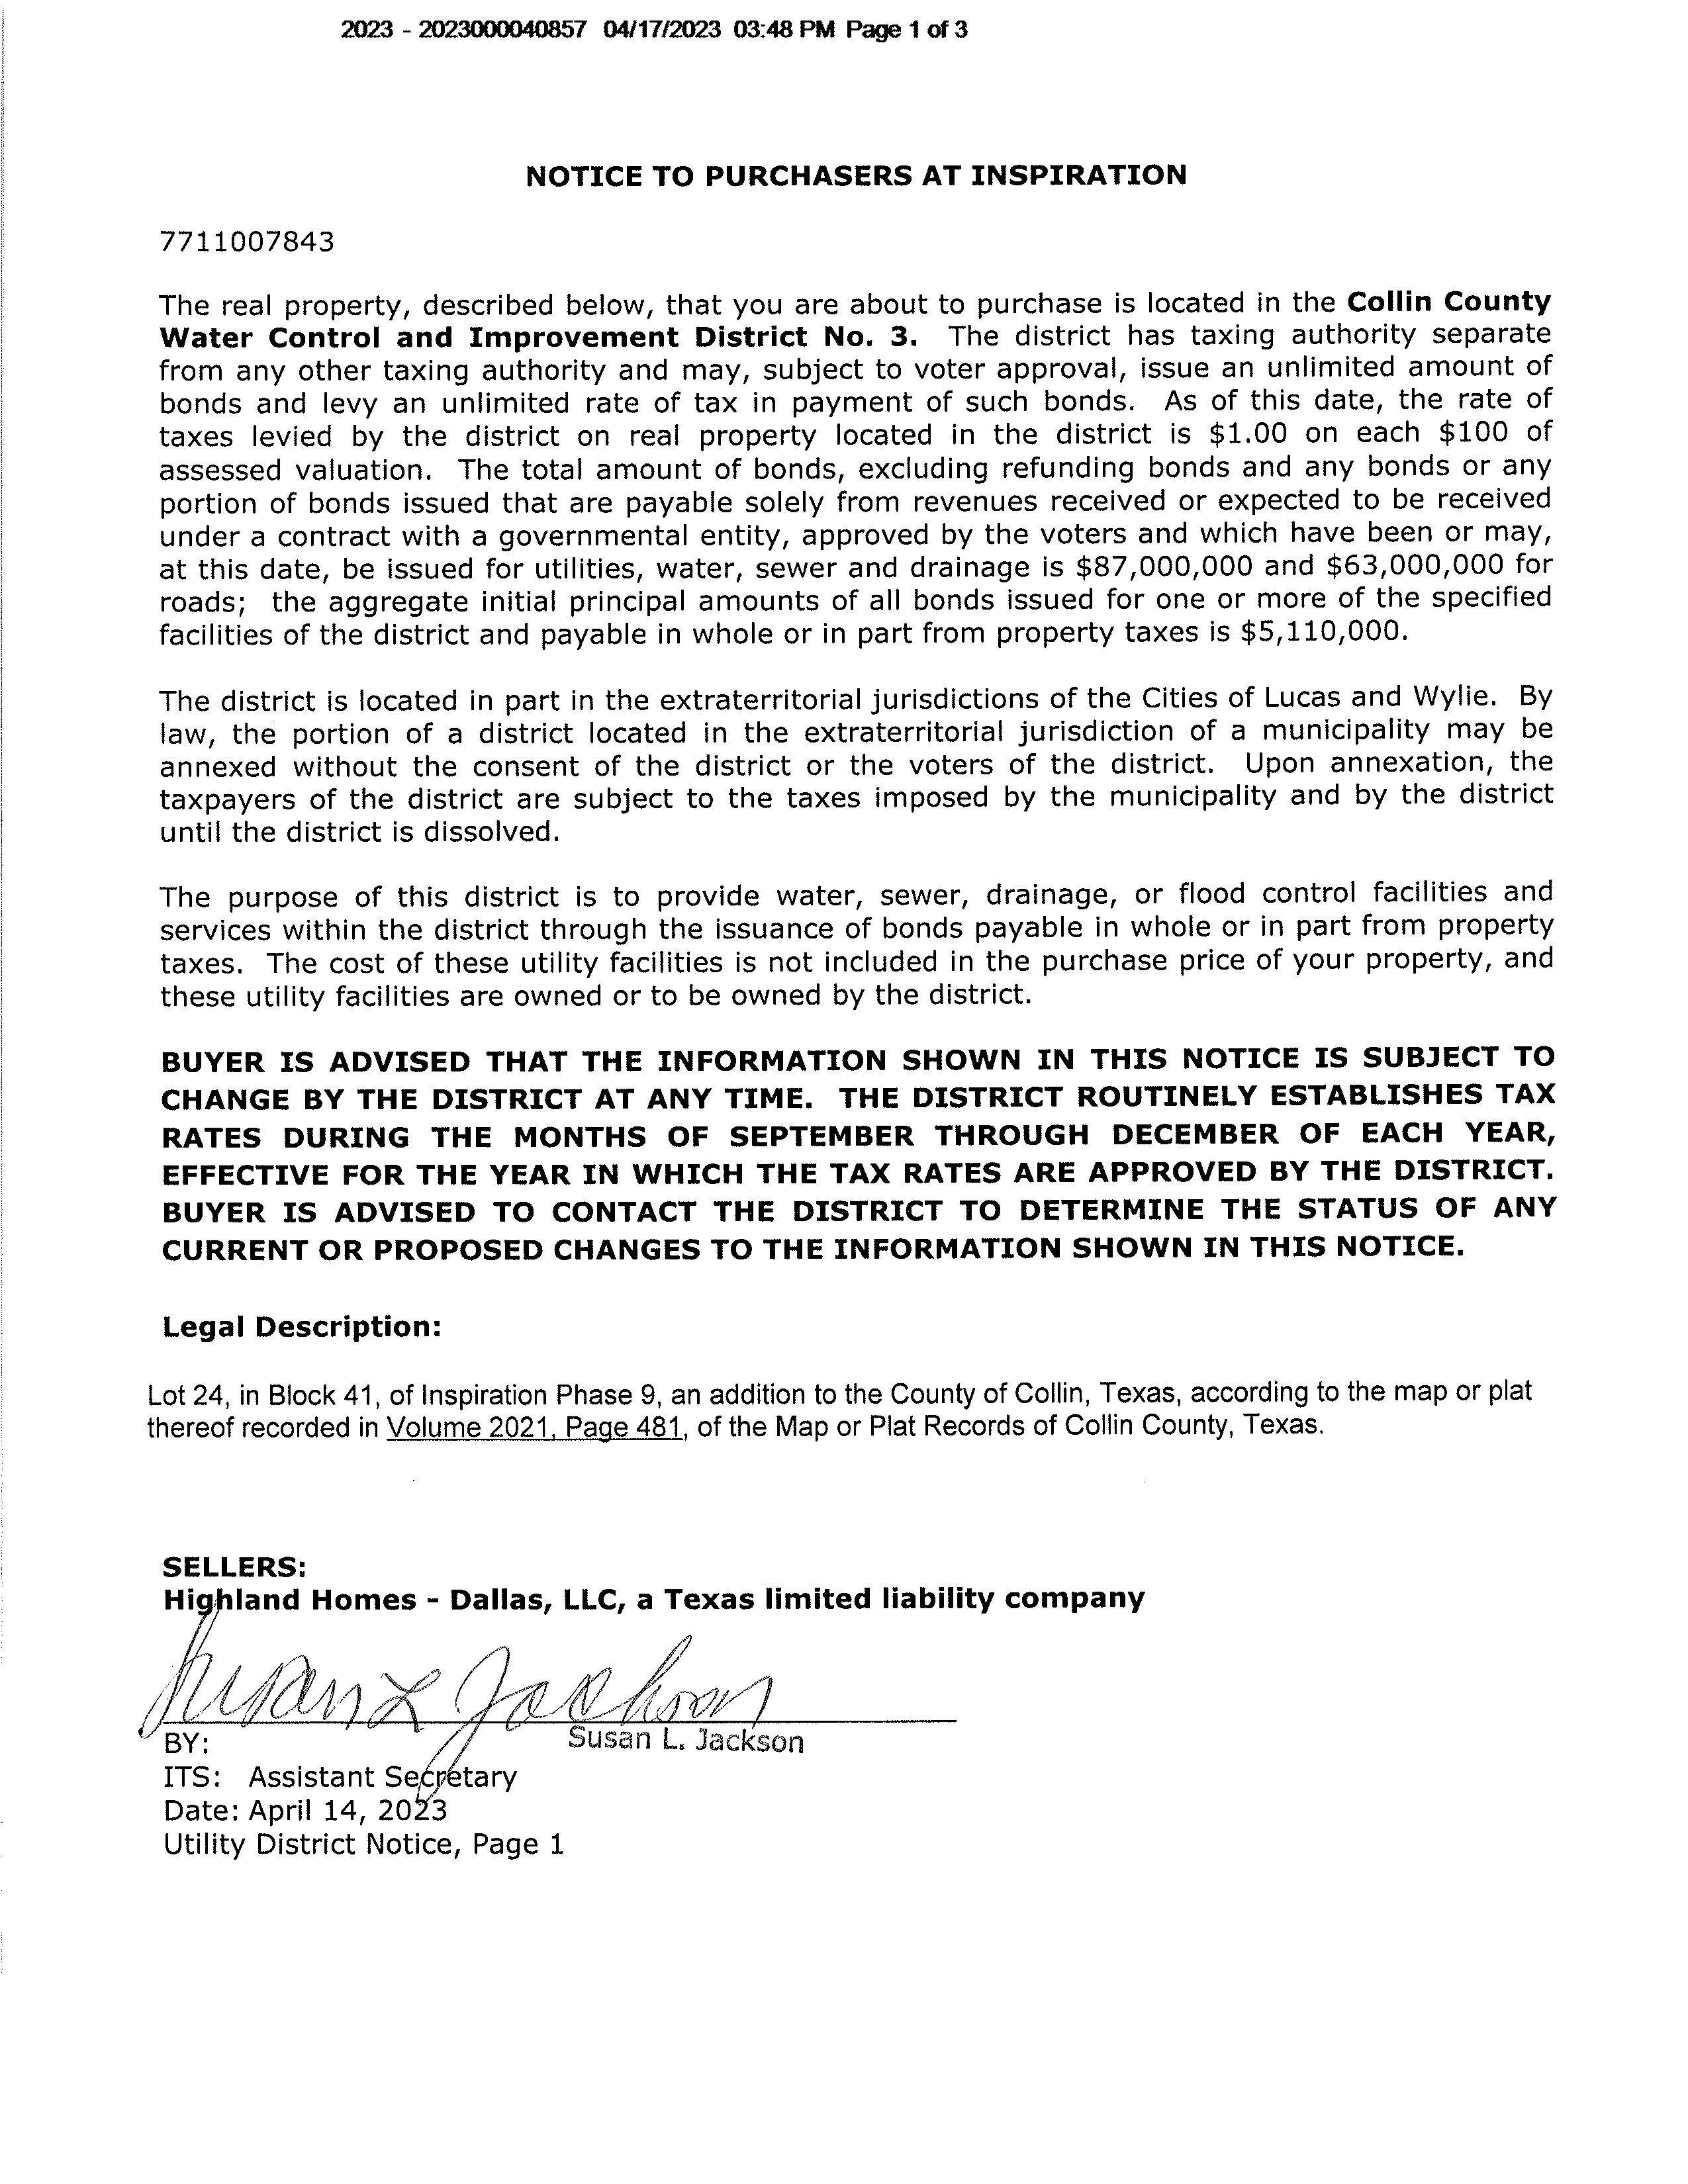 2023 - 2023000040857 04/17/2023 03:48 PM Page 1 of 3
NOTICE TO PURCHASERS AT INSPIRATION
7711007843
The real property, described below, that you are about to purchase is located in the Collin County
Water Control and Improvement District No. 3. The district has taxing authority separate
from any other taxing authority and may, subject to voter approval, issue an unlimited amount of
bonds and levy an unlimited rate of tax in payment of such bonds. As of this date, the rate of
taxes levied by the district on real property located in the district is $1.00 on each $100 of
assessed valuation. The total amount of bonds, excluding refunding bonds and any bonds or any
portion of bonds issued that are payable solely from revenues received or expected to be received
under a contract with a governmental entity, approved by the voters and which have been or may,
at this date, be issued for utilities, water, sewer and drainage is $87,000,000 and $63,000,000 for
roads; the aggregate initial principal amounts of all bonds issued for one or more of the specified
facilities of the district and payable in whole or in part from property taxes is $5,110,000.
The district is located in part in the extraterritorial jurisdictions of the Cities of Lucas and Wylie. By
law, the portion of a district located in the extraterritorial jurisdiction of a municipality may be
annexed without the consent of the district or the voters of the district. Upon annexation, the
taxpayers of the district are subject to the taxes imposed by the municipality and by the district
until the district is dissolved.
The purpose of this district is to provide water, sewer, drainage, or flood control facilities and
services within the district through the issuance of bonds payable in whole or in part from property
taxes. The cost of these utility facilities is not included in the purchase price of your property, and
these utility facilities are owned or to be owned by the district.
BUYER IS ADVISED THAT THE INFORMATION SHOWN IN THIS NOTICE IS SUBJECT TO
CHANGE BY THE DISTRICT AT ANY TIME. THE DISTRICT ROUTINELY ESTABLISHES TAX
RATES DURING THE MONTHS OF SEPTEMBER THROUGH DECEMBER OF EACH YEAR,
EFFECTIVE FOR THE YEAR IN WHICH THE TAX RATES ARE APPROVED BY THE DISTRICT.
BUYER IS ADVISED TO CONTACT THE DISTRICT TO DETERMINE THE STATUS OF ANY
CURRENT OR PROPOSED CHANGES TO THE INFORMATION SHOWN IN THIS NOTICE.
Legal Description:
Lot 24, in Block 41, of Inspiration Phase 9, an addition to the County of Collin, Texas, according to the map or plat
thereof recorded in Volume 2021, Page 481, of the Map or Plat Records of Collin County, Texas.
SELLERS:
Highland Homes - Dallas, LLC, a Texas limited liability company
Susan L Jackson
BY: Susan L. Jackson
ITS: Assistant Secretary
Date: April 14, 2023
Utility District Notice, Page 1